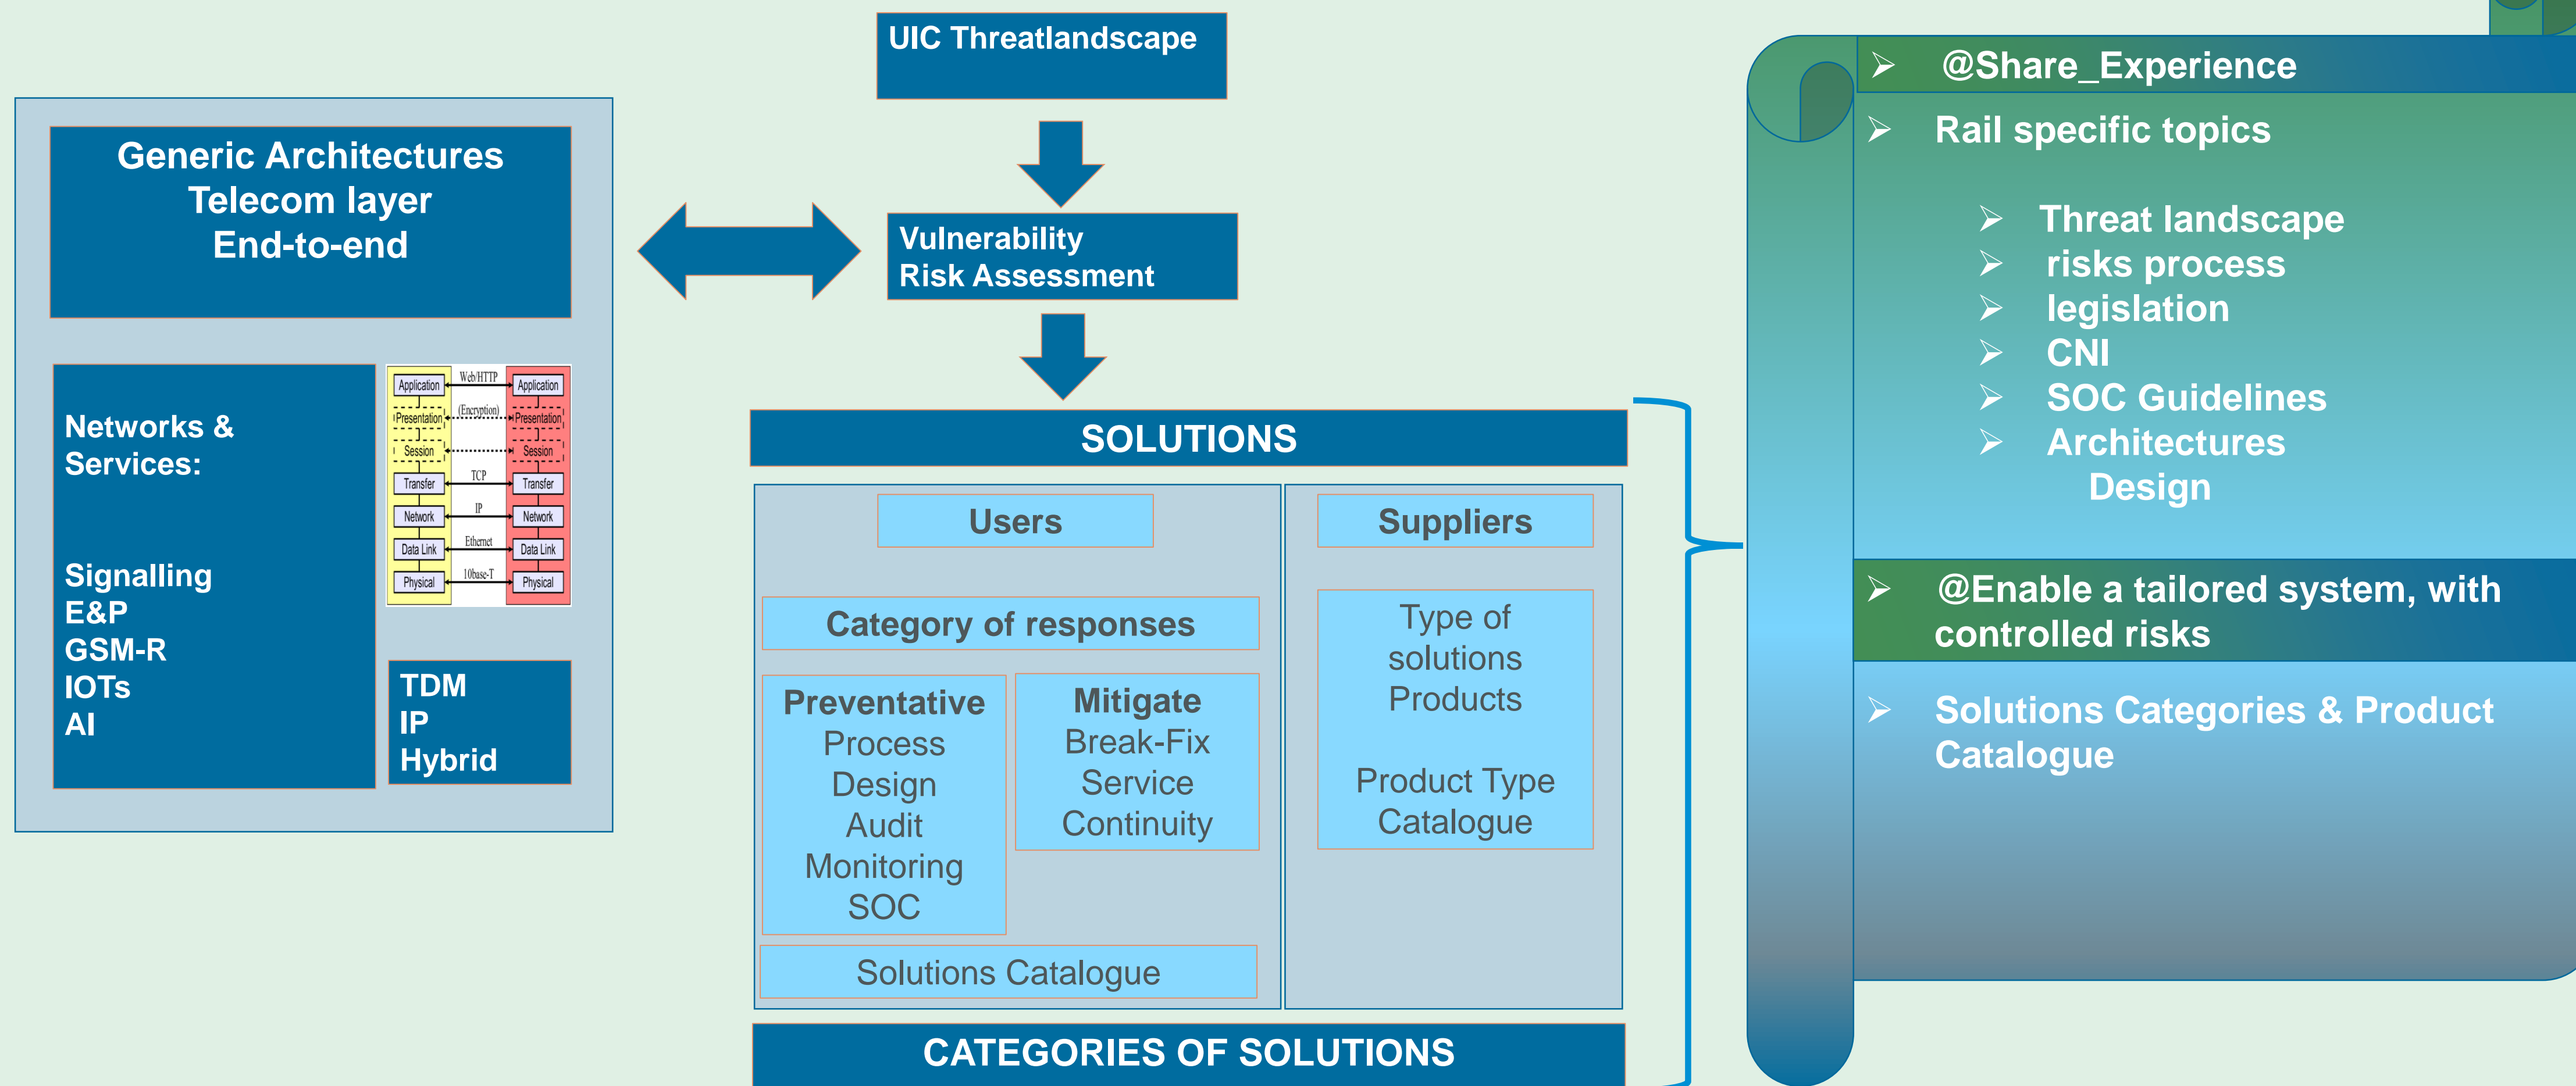 UIC Threatlandscape
Generic Architectures
Telecom layer
End-to-end
Vulnerability
Risk Assessment
Networks &
Services:
Signalling
E&P
GSM-R
IOTs
AI
Application Web/HTTP Application
Presentation (Encryption) Presentation
Session Session
Transfer TCP Transfer
Network IP Network
Data Link Ethernet Data Link
Physical 10base-T Physical
TDM
IP
Hybrid
SOLUTIONS
Users
Category of responses
Preventative
Process
Design
Audit
Monitoring
SOC
Mitigate
Break-Fix
Service
Continuity
Solutions Catalogue
Suppliers
Type of
solutions
Products
Product Type
Catalogue
CATEGORIES OF SOLUTIONS
➢ @Share_Experience
➢ Rail specific topics
➢ Threat landscape
➢ risks process
➢ legislation
➢ CNI
➢ SOC Guidelines
➢ Architectures
Design
➢ @Enable a tailored system, with
controlled risks
➢ Solutions Categories & Product
Catalogue